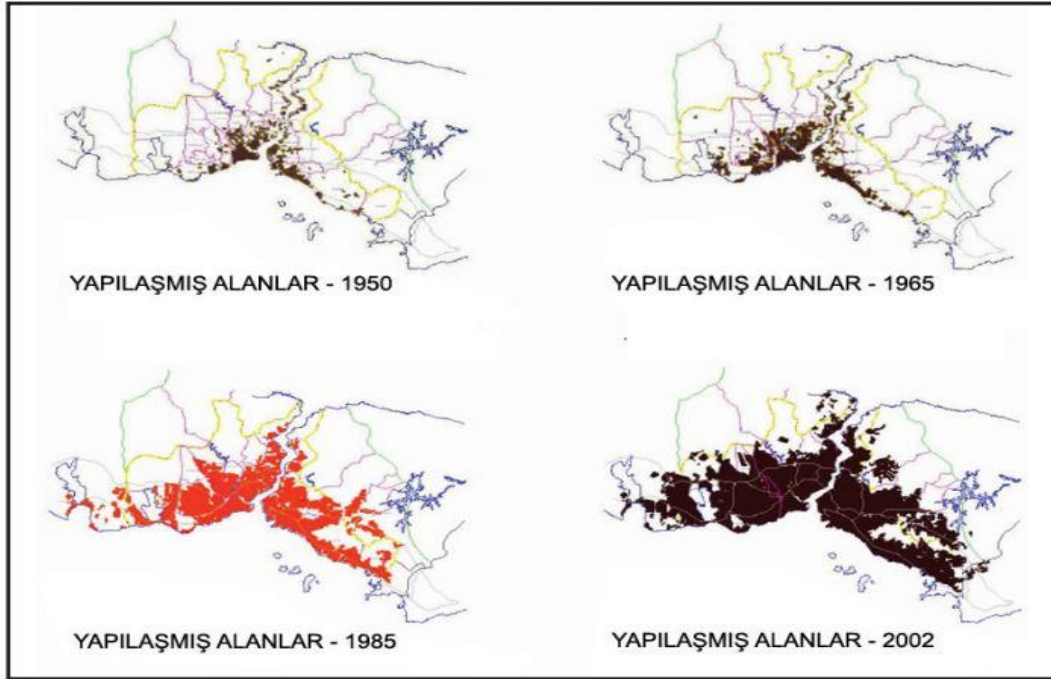 YAPILAŞMIŞ ALANLAR - 1950
YAPILAŞMIŞ ALANLAR - 1965
YAPILAŞMIŞ ALANLAR - 1985
YAPILAŞMIŞ ALANLAR - 2002